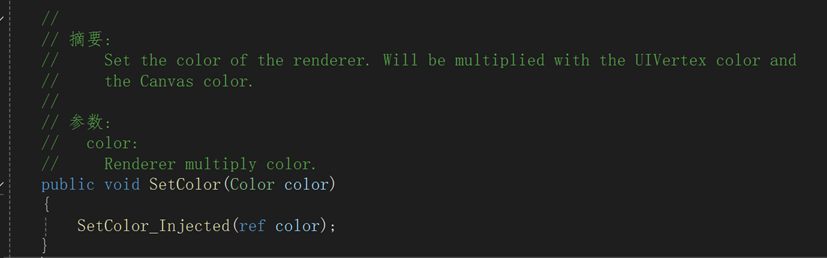 //
// 摘要:
//     Set the color of the renderer. Will be multiplied with the UIVertex color and
//     the Canvas color.
//
// 参数:
//   color:
//     Renderer multiply color.
public void SetColor(Color color)
{
    SetColor_Injected(ref color);
}